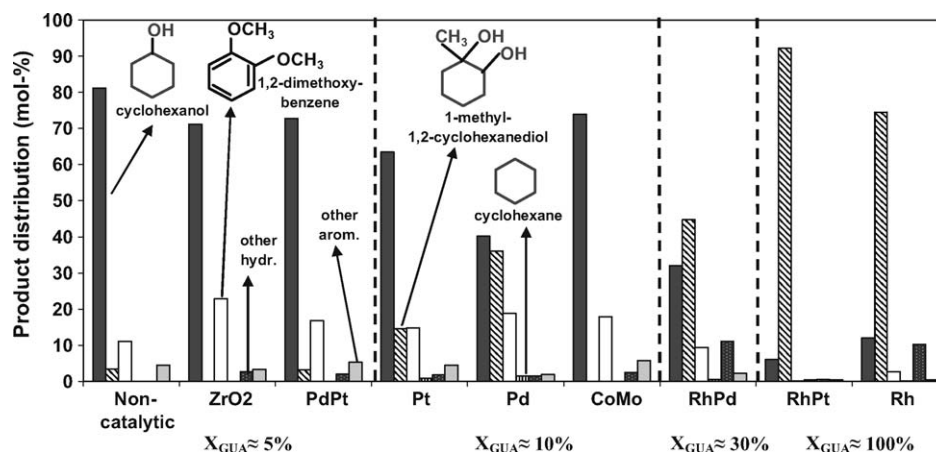 Product distribution (mol-%)
100
90
80
70
60
50
40
30
20
10
0
OH
cyclohexanol
OCH3
OCH3
1,2-dimethoxy-
benzene
other
hydr.
other
arom.
CH3
OH
OH
1-methyl-
1,2-cyclohexanediol
cyclohexane
Non-
catalytic
ZrO2
PdPt
Pt
Pd
CoMo
RhPd
RhPt
Rh
XGUA≈ 5%
XGUA≈ 10%
XGUA≈ 30%
XGUA≈ 100%